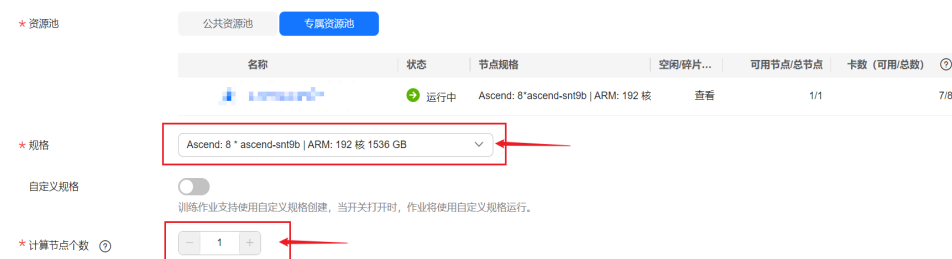 * 资源池 公共资源池 专属资源池
名称 状态 节点规格 空闲/碎片... 可用节点/总节点 卡数（可用/总数） ?
运行中 Ascend: 8*ascend-snt9b | ARM: 192 核 查看 1/1 7/8
* 规格 Ascend: 8 * ascend-snt9b | ARM: 192 核 1536 GB
自定义规格
训练作业支持使用自定义规格创建，当开关打开时，作业将使用自定义规格运行。
* 计算节点个数 ? − 1 +